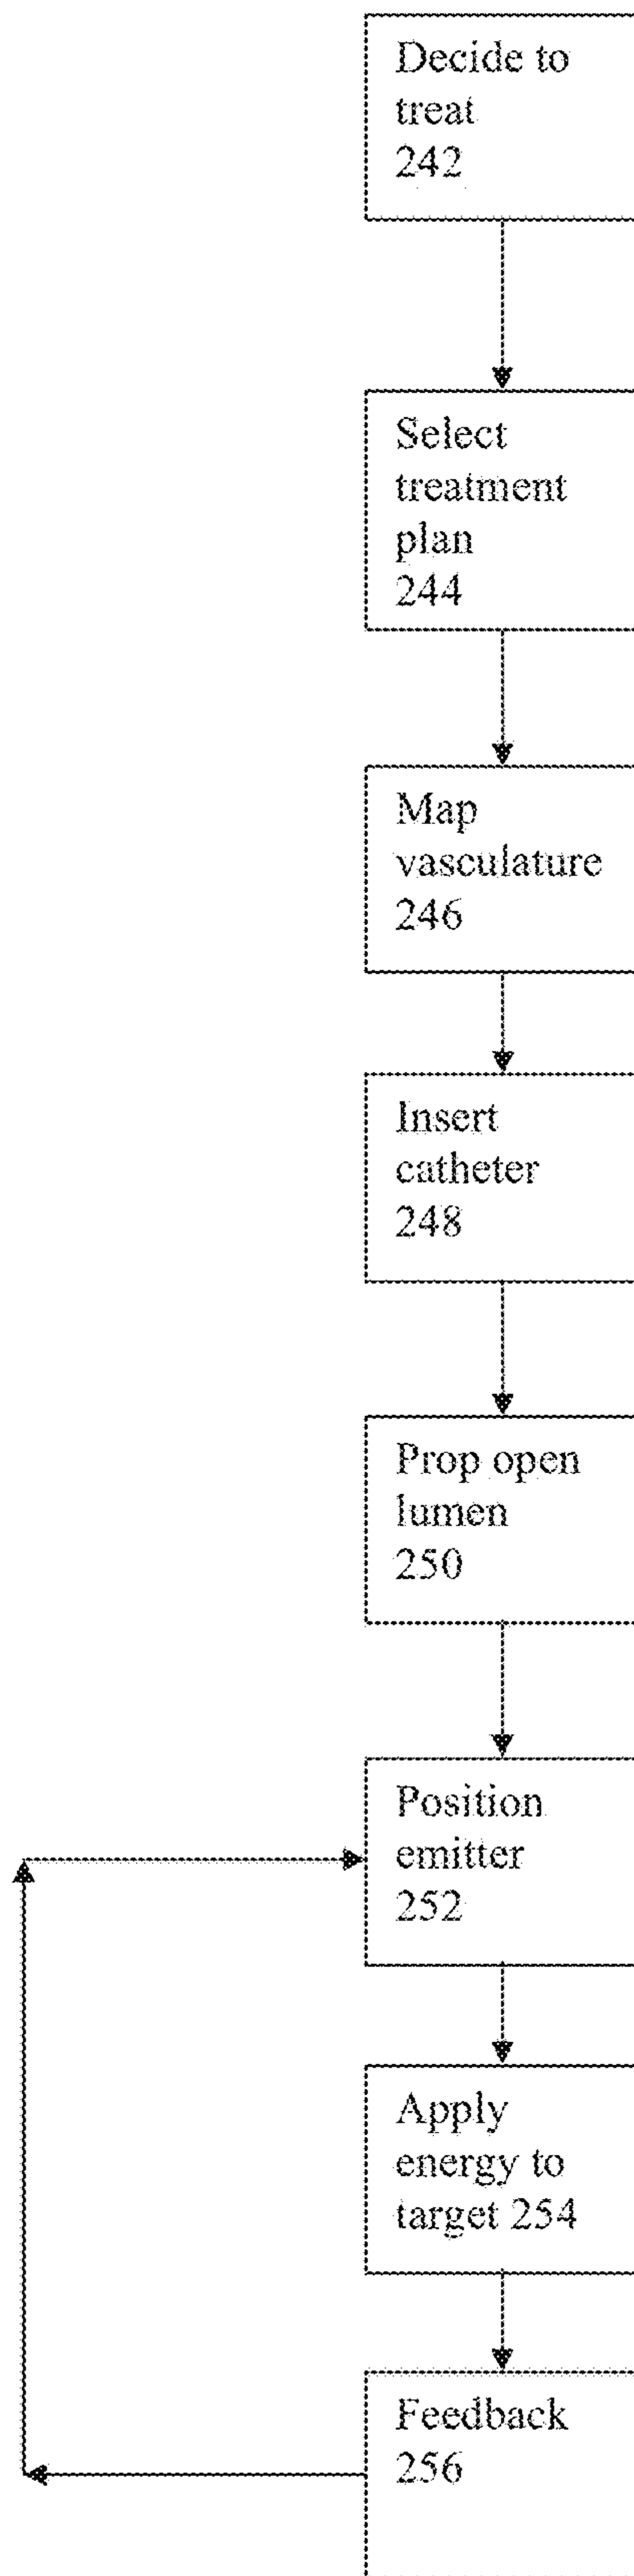 Decide to
treat
242
Select
treatment
plan
244
Map
vasculature
246
Insert
catheter
248
Prop open
lumen
250
Position
emitter
252
Apply
energy to
target 254
Feedback
256